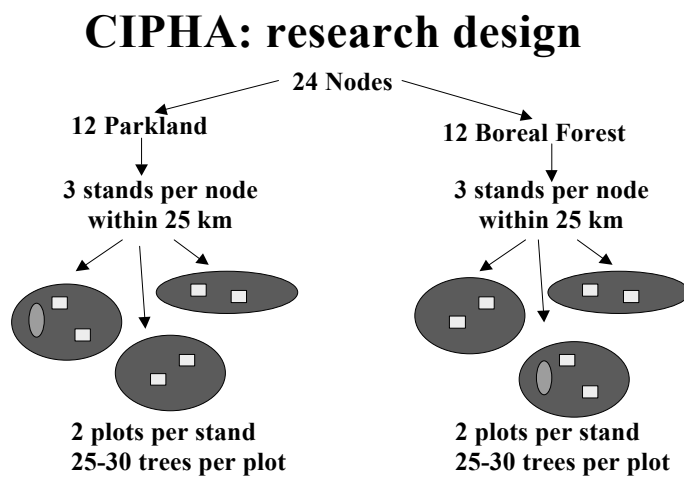 CIPHA: research design
24 Nodes
12 Parkland
3 stands per node
within 25 km
2 plots per stand
25-30 trees per plot
12 Boreal Forest
3 stands per node
within 25 km
2 plots per stand
25-30 trees per plot